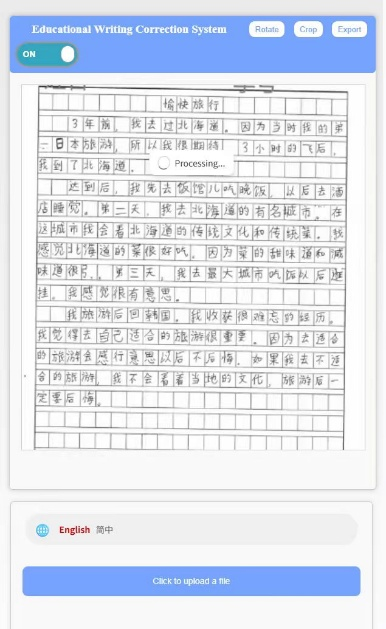 Educational Writing Correction System
Rotata
Crop
Export
ON
愉快旅行
3年前，我去过北海道。因为当时我的第
一日本旅游，所以我很期待！3小时的飞后，
我到了北海道。
Processing...
达到后，我先去饭馆儿吃晚饭，以后去酒
店睡觉。第二天，我去北海道的有名城市。在
这城市我会看北海道的传统文化和传统菜。我
感觉北海道的菜很好吃。因为菜的甜味道和咸
味道很 第三天，我去最大城市吃饭以后逛
挂。我感觉很有意思。
我旅游后回韩国。我收获很难忘的经历。
我觉得去自己适合的旅游很重要。因为去适合
的旅游会感行意思以后不后悔。如果我去不适
合的旅游，我不会看着当地的文化，旅游后一
定要后悔。
English 简中
Click to upload a file